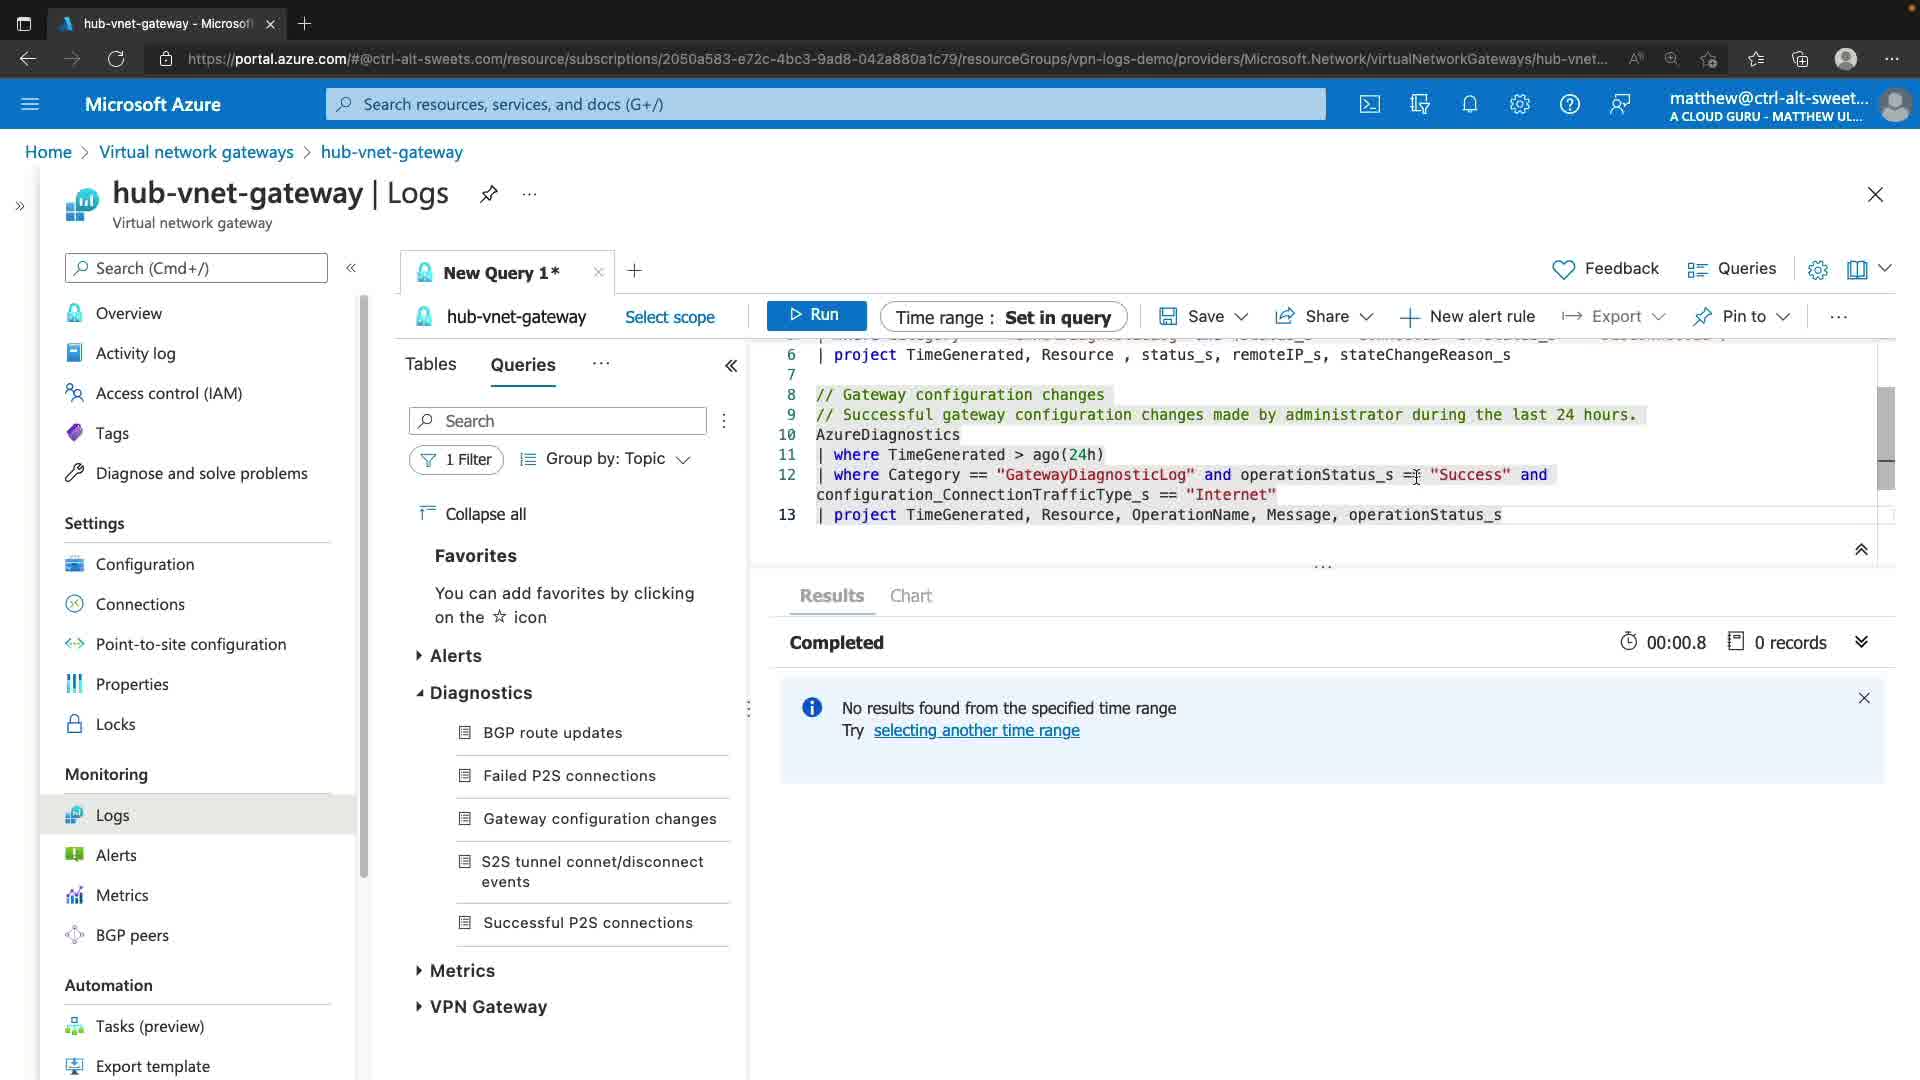 hub-vnet-gateway - Microsof
https://portal.azure.com/#@ctrl-alt-sweets.com/resource/subscriptions/2050a583-e72c-4bc3-9ad8-042a880a1c79/resourceGroups/vpn-logs-demo/providers/Microsoft.Network/virtualNetworkGateways/hub-vnet...
Microsoft Azure
Search resources, services, and docs (G+/)
matthew@ctrl-alt-sweet...
A CLOUD GURU - MATTHEW UL...
Home > Virtual network gateways > hub-vnet-gateway
hub-vnet-gateway | Logs
Virtual network gateway
Search (Cmd+/)
Overview
Activity log
Access control (IAM)
Tags
Diagnose and solve problems
Settings
Configuration
Connections
Point-to-site configuration
Properties
Locks
Monitoring
Logs
Alerts
Metrics
BGP peers
Automation
Tasks (preview)
Export template
New Query 1*
Feedback
Queries
hub-vnet-gateway
Select scope
Run
Time range : Set in query
Save
Share
New alert rule
Export
Pin to
Tables
Queries
Search
1 Filter
Group by: Topic
Collapse all
Favorites
You can add favorites by clicking
on the ☆ icon
Alerts
Diagnostics
BGP route updates
Failed P2S connections
Gateway configuration changes
S2S tunnel connet/disconnect
events
Successful P2S connections
Metrics
VPN Gateway
6 | project TimeGenerated, Resource , status_s, remoteIP_s, stateChangeReason_s
7
8 // Gateway configuration changes
9 // Successful gateway configuration changes made by administrator during the last 24 hours.
10 AzureDiagnostics
11 | where TimeGenerated > ago(24h)
12 | where Category == "GatewayDiagnosticLog" and operationStatus_s == "Success" and
configuration_ConnectionTrafficType_s == "Internet"
13 | project TimeGenerated, Resource, OperationName, Message, operationStatus_s
Results
Chart
Completed
00:00.8
0 records
No results found from the specified time range
Try selecting another time range